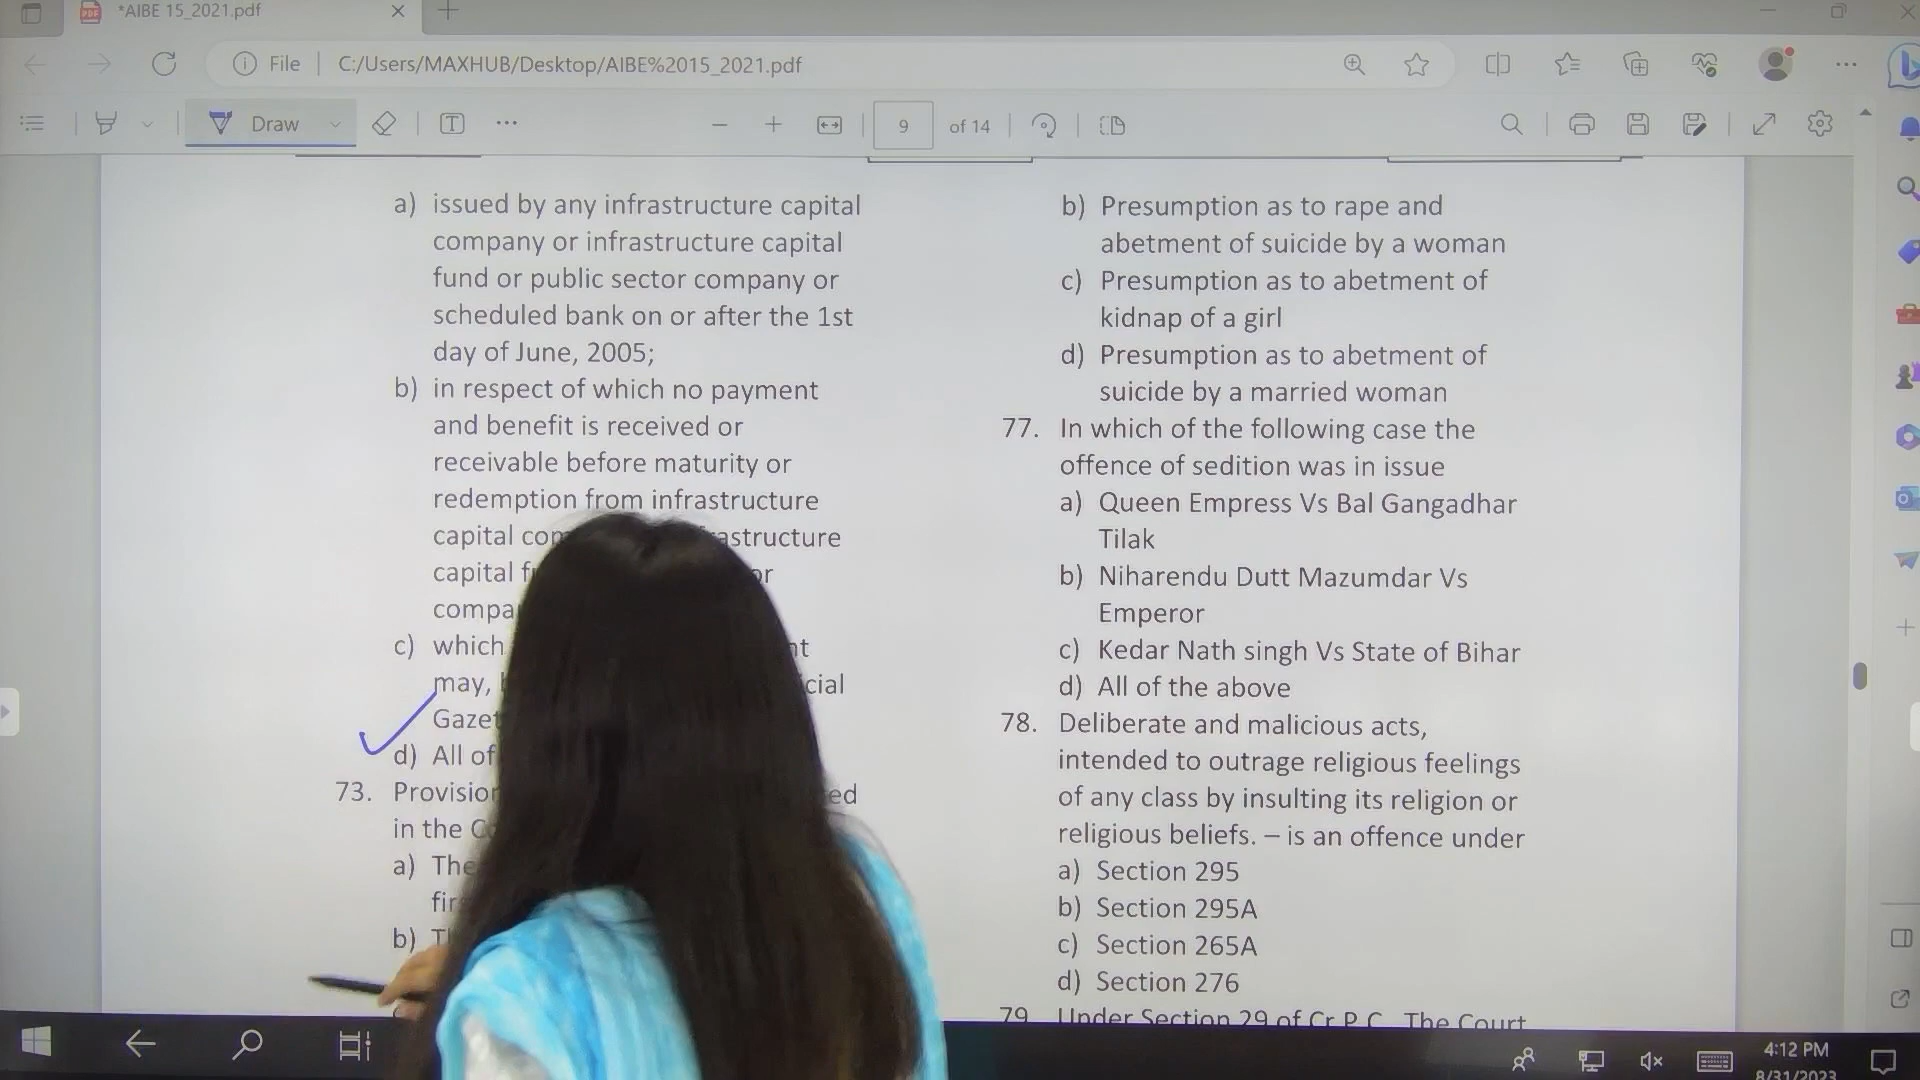 *AIBE 15_2021.pdf
File
C:/Users/MAXHUB/Desktop/AIBE%2015_2021.pdf
Draw
9 of 14
a) issued by any infrastructure capital
company or infrastructure capital
fund or public sector company or
scheduled bank on or after the 1st
day of June, 2005;
b) in respect of which no payment
and benefit is received or
receivable before maturity or
redemption from infrastructure
capital
capital
or
c) which
may,
d) All of
73.
in the
a) The
b)
b) Presumption as to rape and
abetment of suicide by a woman
c) Presumption as to abetment of
kidnap of a girl
d) Presumption as to abetment of
suicide by a married woman
77. In which of the following case the
offence of sedition was in issue
a) Queen Empress Vs Bal Gangadhar
Tilak
b) Niharendu Dutt Mazumdar Vs
Emperor
c) Kedar Nath singh Vs State of Bihar
d) All of the above
78. Deliberate and malicious acts,
intended to outrage religious feelings
of any class by insulting its religion or
religious beliefs. – is an offence under
a) Section 295
b) Section 295A
c) Section 265A
d) Section 276
79 Under Section 29 of Cr.P.C. The Court
4:12 PM
8/31/2023